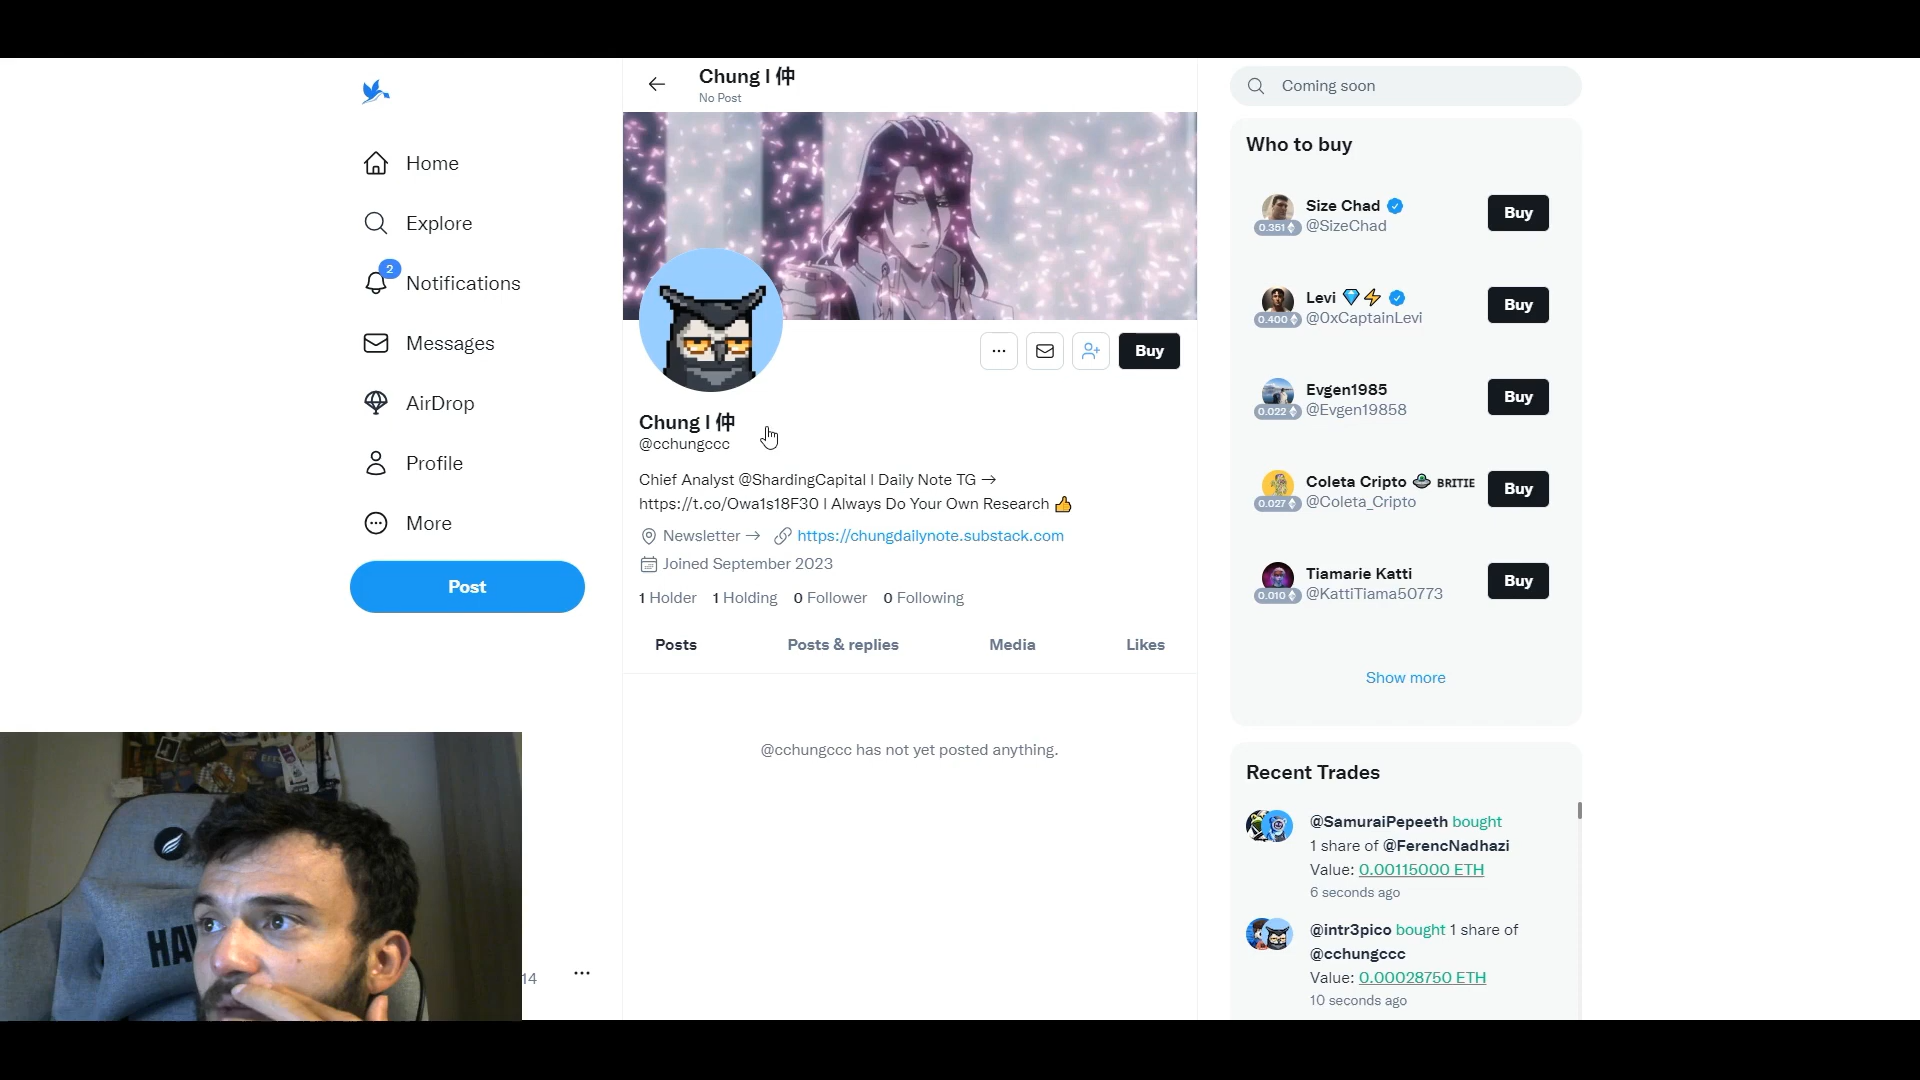 Home
Explore
2
Notifications
Messages
AirDrop
Profile
More
Post
14
Chung I 仲
No Post
Buy
Chung I 仲
@cchungccc
Chief Analyst @ShardingCapital I Daily Note TG →
https://t.co/Owa1s18F30 I Always Do Your Own Research 👍
Newsletter → https://chungdailynote.substack.com
Joined September 2023
1 Holder 1 Holding 0 Follower 0 Following
Posts Posts & replies Media Likes
@cchungccc has not yet posted anything.
Coming soon
Who to buy
Size Chad
0.351 @SizeChad
Buy
Levi 💎⚡
0.400 @0xCaptainLevi
Buy
Evgen1985
0.022 @Evgen19858
Buy
Coleta Cripto 🛸 BRITIE
0.027 @Coleta_Cripto
Buy
Tiamarie Katti
0.010 @KattiTiama50773
Buy
Show more
Recent Trades
@SamuraiPepeeth bought
1 share of @FerencNadhazi
Value: 0.00115000 ETH
6 seconds ago
@intr3pico bought 1 share of
@cchungccc
Value: 0.00028750 ETH
10 seconds ago